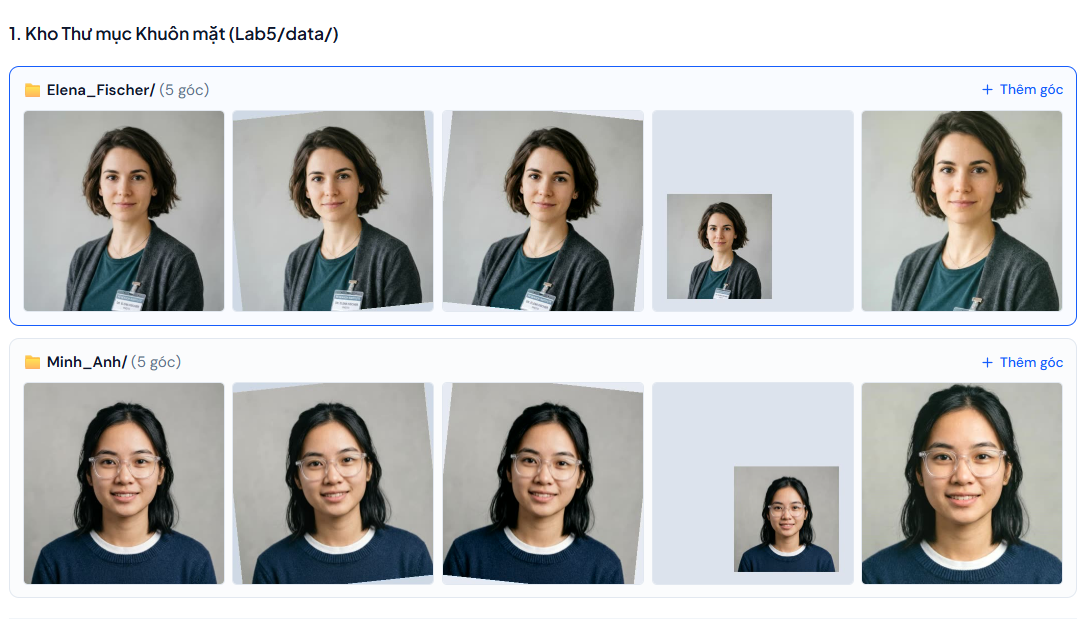 1. Kho Thư mục Khuôn mặt (Lab5/data/)
Elena_Fischer/ (5 góc)
+ Thêm góc
Minh_Anh/ (5 góc)
+ Thêm góc